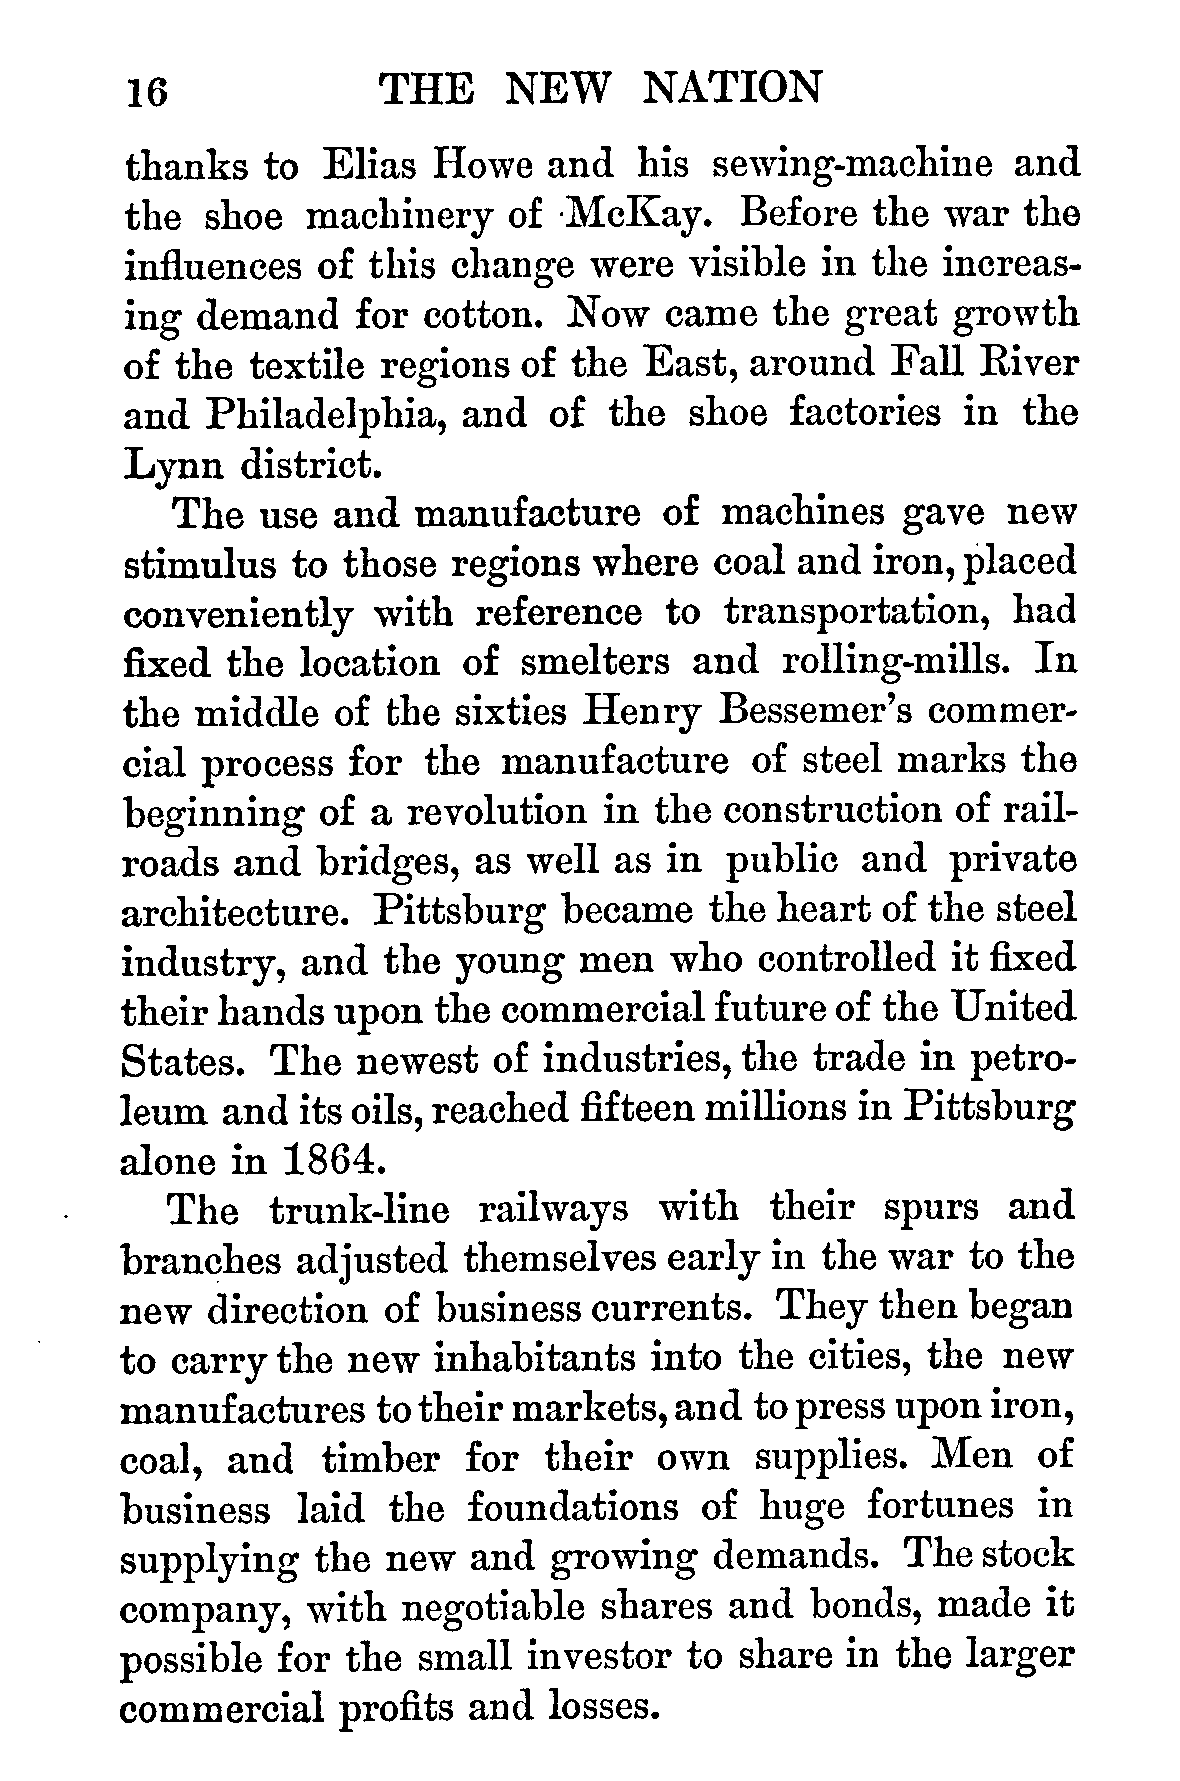 16 THE NEW NATION
thanks to Elias Howe and his sewing-machine and
the shoe machinery of McKay. Before the war the
influences of this change were visible in the increas-
ing demand for cotton. Now came the great growth
of the textile regions of the East, around Fall River
and Philadelphia, and of the shoe factories in the
Lynn district.
The use and manufacture of machines gave new
stimulus to those regions where coal and iron, placed
conveniently with reference to transportation, had
fixed the location of smelters and rolling-mills. In
the middle of the sixties Henry Bessemer's commer-
cial process for the manufacture of steel marks the
beginning of a revolution in the construction of rail-
roads and bridges, as well as in public and private
architecture. Pittsburg became the heart of the steel
industry, and the young men who controlled it fixed
their hands upon the commercial future of the United
States. The newest of industries, the trade in petro-
leum and its oils, reached fifteen millions in Pittsburg
alone in 1864.
The trunk-line railways with their spurs and
branches adjusted themselves early in the war to the
new direction of business currents. They then began
to carry the new inhabitants into the cities, the new
manufactures to their markets, and to press upon iron,
coal, and timber for their own supplies. Men of
business laid the foundations of huge fortunes in
supplying the new and growing demands. The stock
company, with negotiable shares and bonds, made it
possible for the small investor to share in the larger
commercial profits and losses.